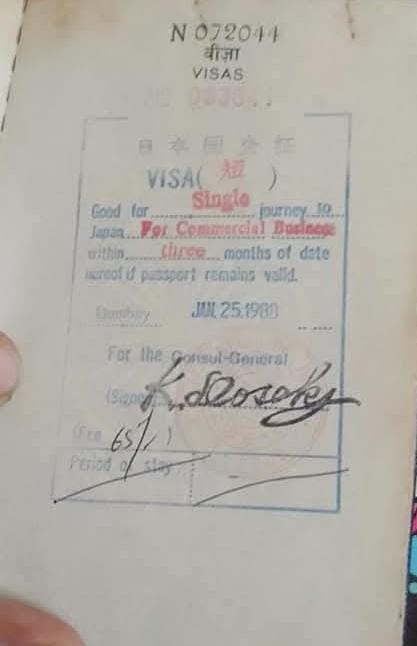 N 072044
वीज़ा
VISAS
日本国査証
VISA( 短 )
Good for Single journey to
Japan For Commercial Business
within three months of date
hereof if passport remains valid.
Bombay JAN.25.1988
For the Consul-General
(Signed)
(Fee 65/- )
Period of stay